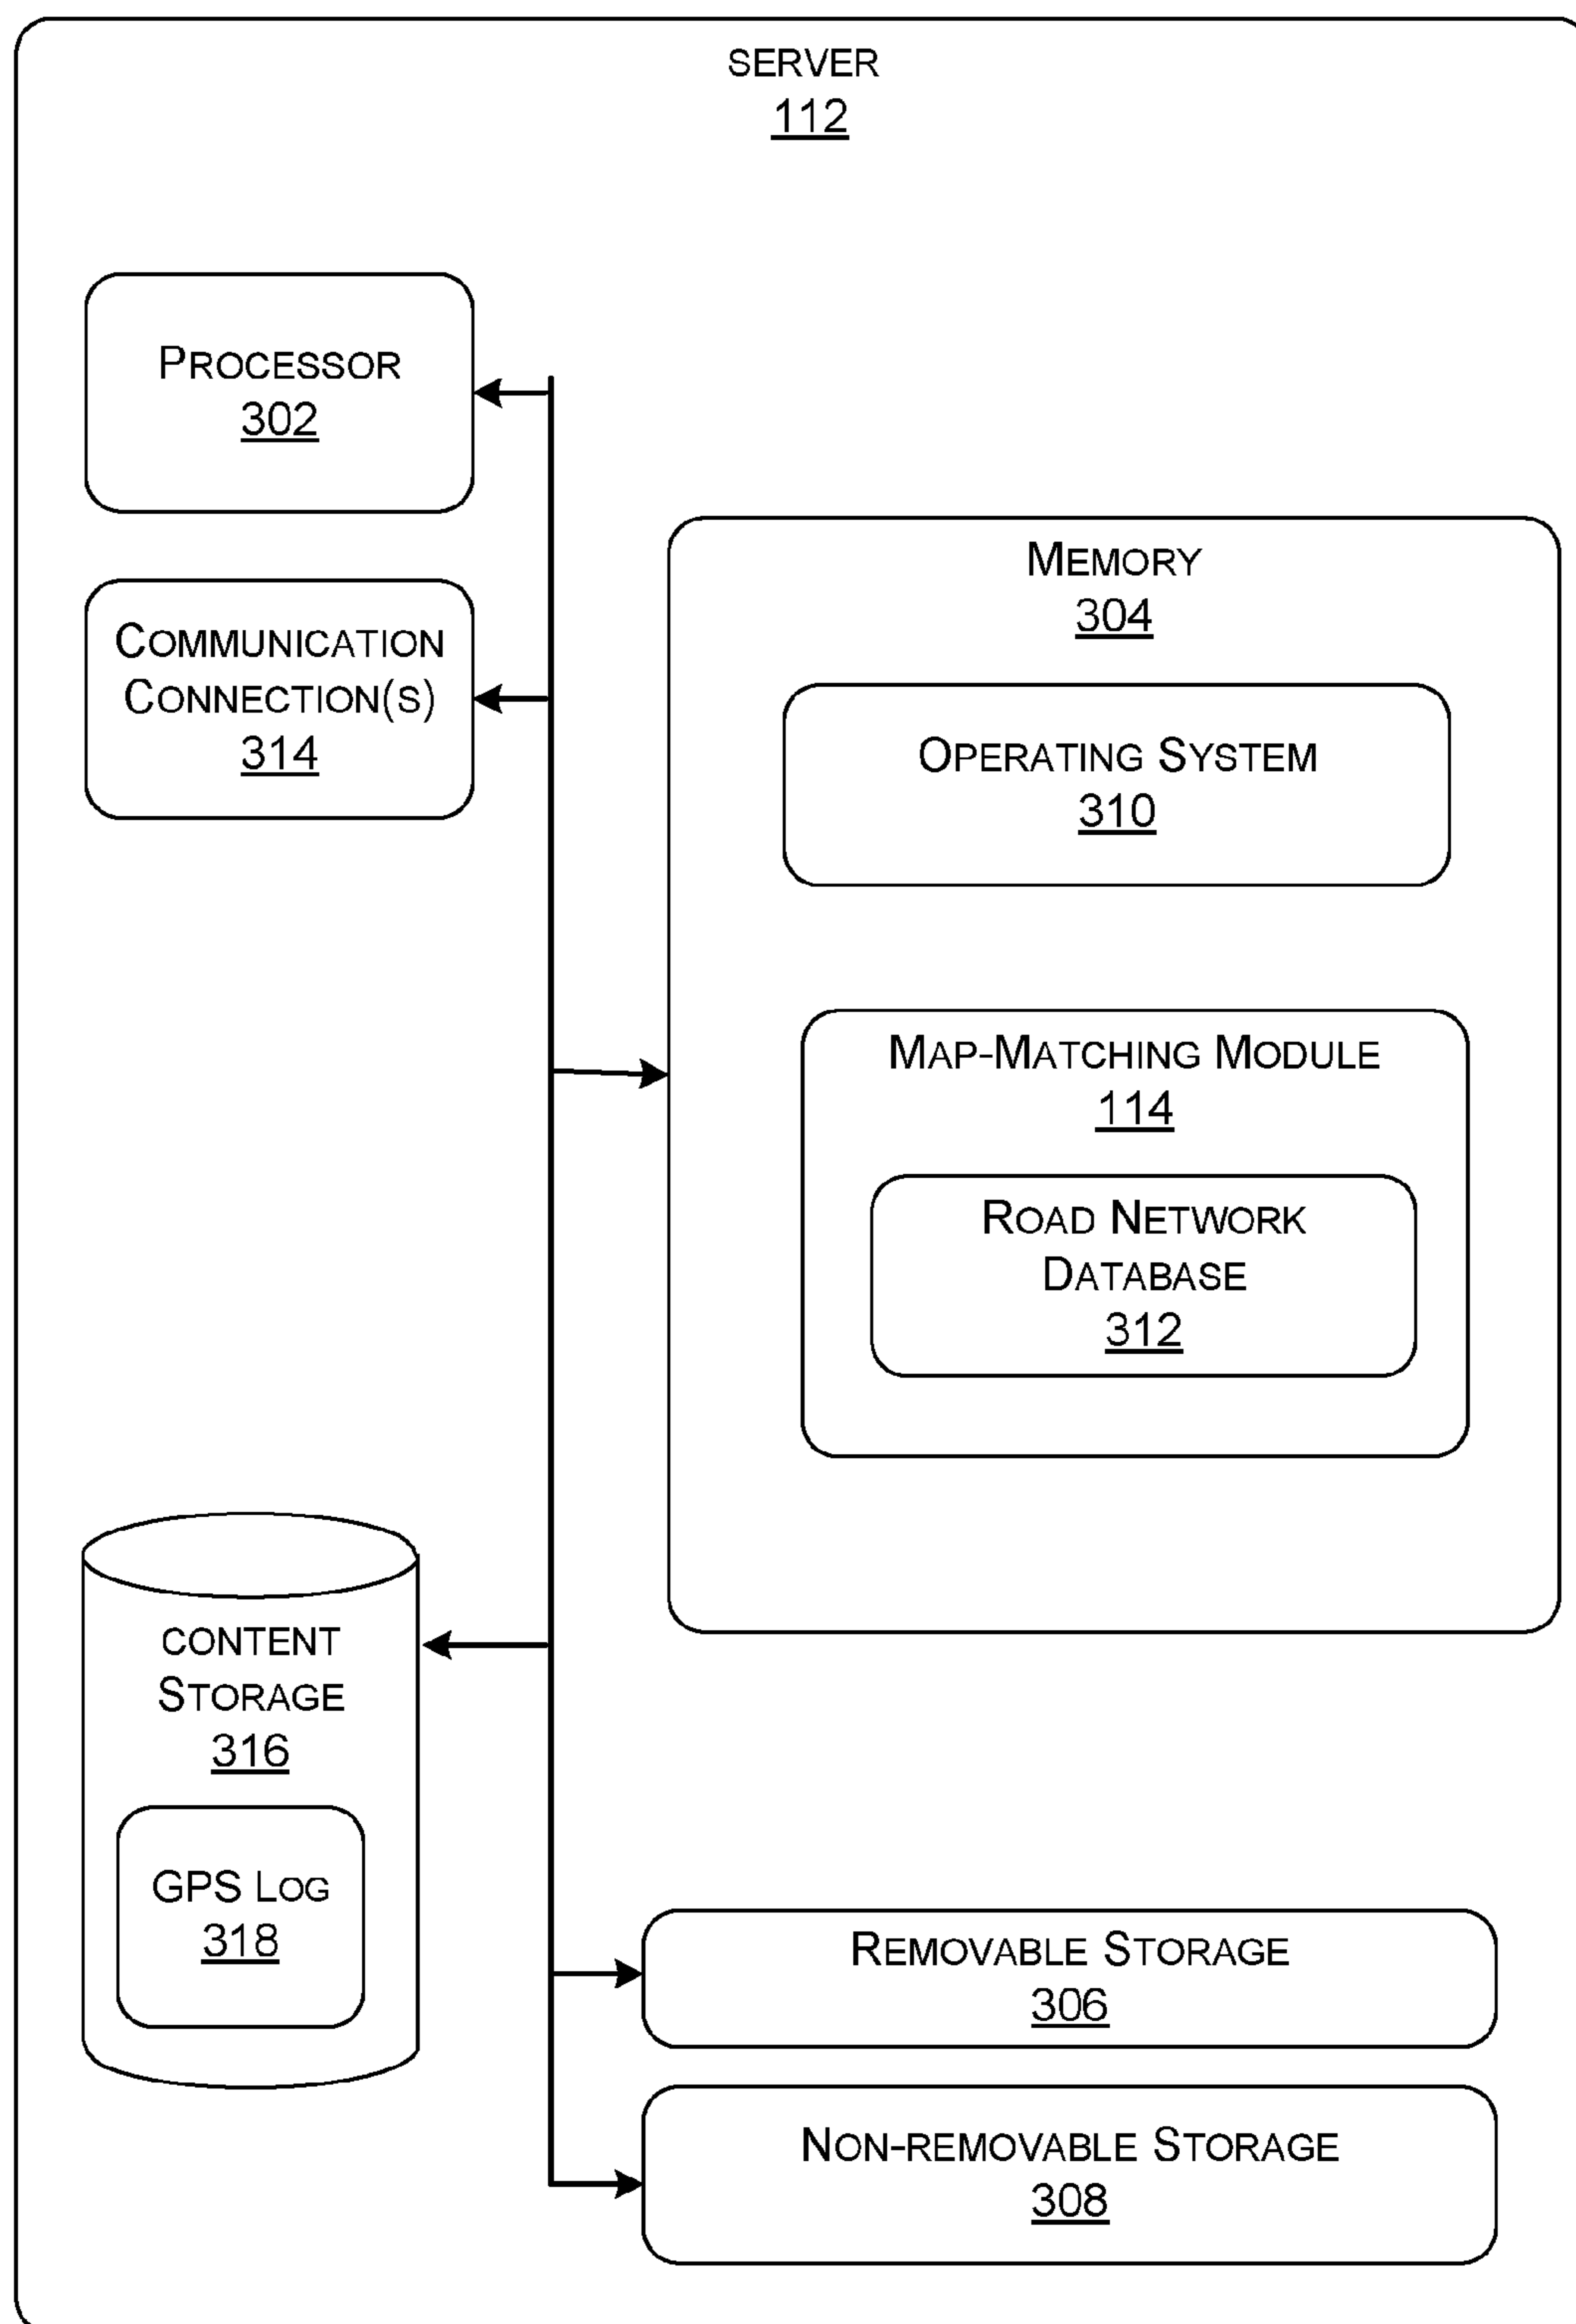 SERVER
112
PROCESSOR
302
COMMUNICATION
CONNECTION(S)
314
MEMORY
304
OPERATING SYSTEM
310
MAP-MATCHING MODULE
114
ROAD NETWORK
DATABASE
312
CONTENT
STORAGE
316
GPS LOG
318
REMOVABLE STORAGE
306
NON-REMOVABLE STORAGE
308